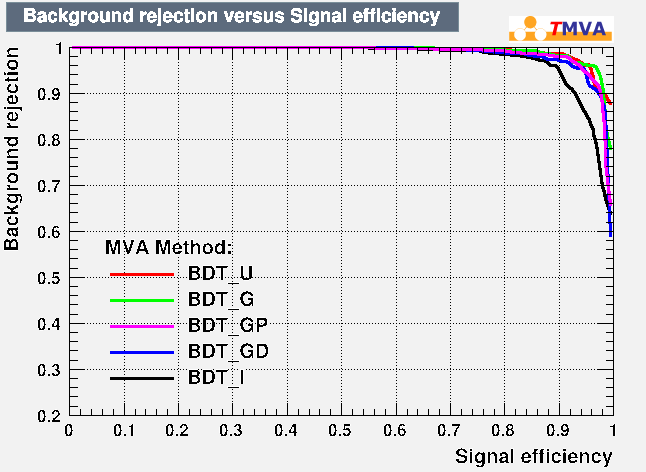 Background rejection versus Signal efficiency
TMVA
Background rejection
1
0.9
0.8
0.7
0.6
0.5
0.4
0.3
0.2
MVA Method:
BDT_U
BDT_G
BDT_GP
BDT_GD
BDT_I
0 0.1 0.2 0.3 0.4 0.5 0.6 0.7 0.8 0.9 1
Signal efficiency